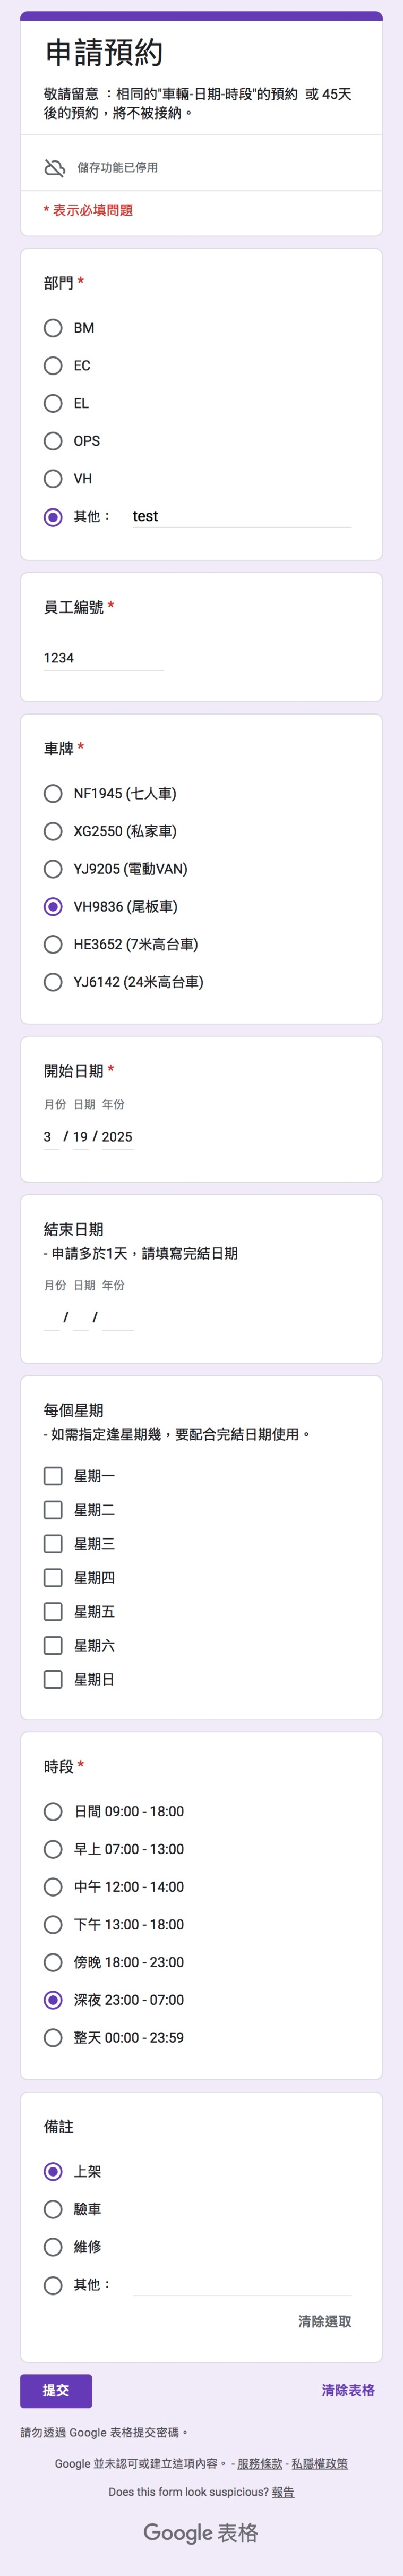 申請預約
敬請留意 ：相同的"車輛-日期-時段"的預約 或 45天
後的預約，將不被接納。
儲存功能已停用
* 表示必填問題
部門 *
BM
EC
EL
OPS
VH
其他： test
員工編號 *
1234
車牌 *
NF1945 (七人車)
XG2550 (私家車)
YJ9205 (電動VAN)
VH9836 (尾板車)
HE3652 (7米高台車)
YJ6142 (24米高台車)
開始日期 *
月份 日期 年份
3 / 19 / 2025
結束日期
- 申請多於1天，請填寫完結日期
月份 日期 年份
/ /
每個星期
- 如需指定逢星期幾，要配合完結日期使用。
星期一
星期二
星期三
星期四
星期五
星期六
星期日
時段 *
日間 09:00 - 18:00
早上 07:00 - 13:00
中午 12:00 - 14:00
下午 13:00 - 18:00
傍晚 18:00 - 23:00
深夜 23:00 - 07:00
整天 00:00 - 23:59
備註
上架
驗車
維修
其他：
清除選取
提交 清除表格
請勿透過 Google 表格提交密碼。
Google 並未認可或建立這項內容。 - 服務條款 - 私隱權政策
Does this form look suspicious? 報告
Google 表格